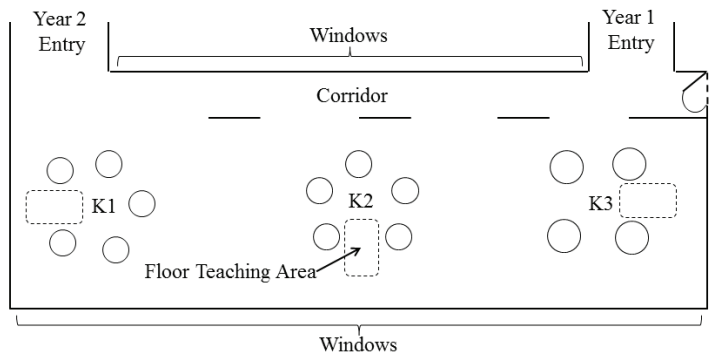 Year 2
Entry
Windows
Year 1
Entry
Corridor
K1
K2
K3
Floor Teaching Area
Windows